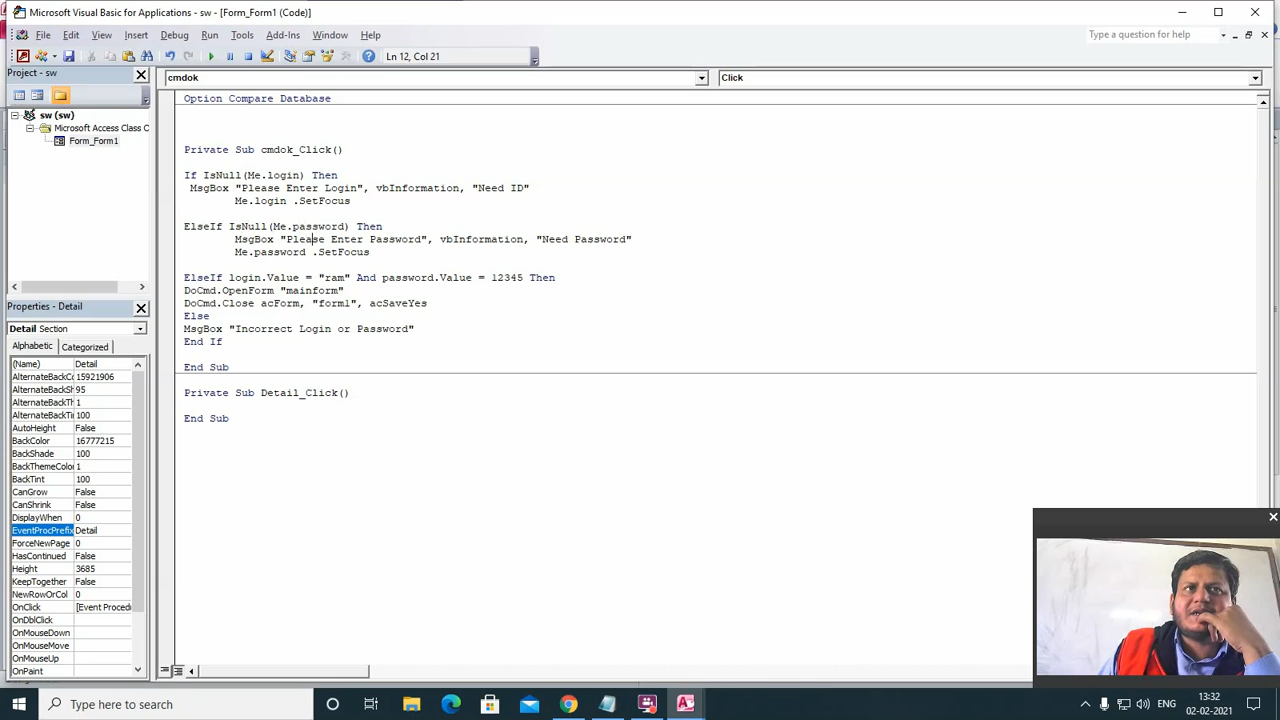 Microsoft Visual Basic for Applications - sw - [Form_Form1 (Code)]
File Edit View Insert Format Debug Run Tools Add-Ins Window Help
Type a question for help
Ln 12, Col 21
Project - sw
cmdok
Click
sw (sw)
Microsoft Access Class O
Form_Form1
Option Compare Database
Private Sub cmdok_Click()
If IsNull(Me.login) Then
MsgBox "Please Enter Login", vbInformation, "Need ID"
Me.login .SetFocus
ElseIf IsNull(Me.password) Then
MsgBox "Please Enter Password", vbInformation, "Need Password"
Me.password .SetFocus
ElseIf login.Value = "ram" And password.Value = 12345 Then
DoCmd.OpenForm "mainform"
DoCmd.Close acForm, "form1", acSaveYes
Else
MsgBox "Incorrect Login or Password"
End If
End Sub
Private Sub Detail_Click()
End Sub
Properties - Detail
Detail Section
Alphabetic Categorized
(Name) Detail
AlternateBackCo 15921906
AlternateBackSh 95
AlternateBackTh 1
AlternateBackTin 100
AutoHeight False
BackColor 16777215
BackShade 100
BackThemeColor 1
BackTint 100
CanGrow False
CanShrink False
DisplayWhen 0
EventProcPrefix Detail
ForceNewPage 0
HasContinued False
Height 3685
KeepTogether False
NewRowOrCol 0
OnClick [Event Procedu
OnDblClick
OnMouseDown
OnMouseMove
OnMouseUp
OnPaint
Type here to search
ENG
13:32
02-02-2021